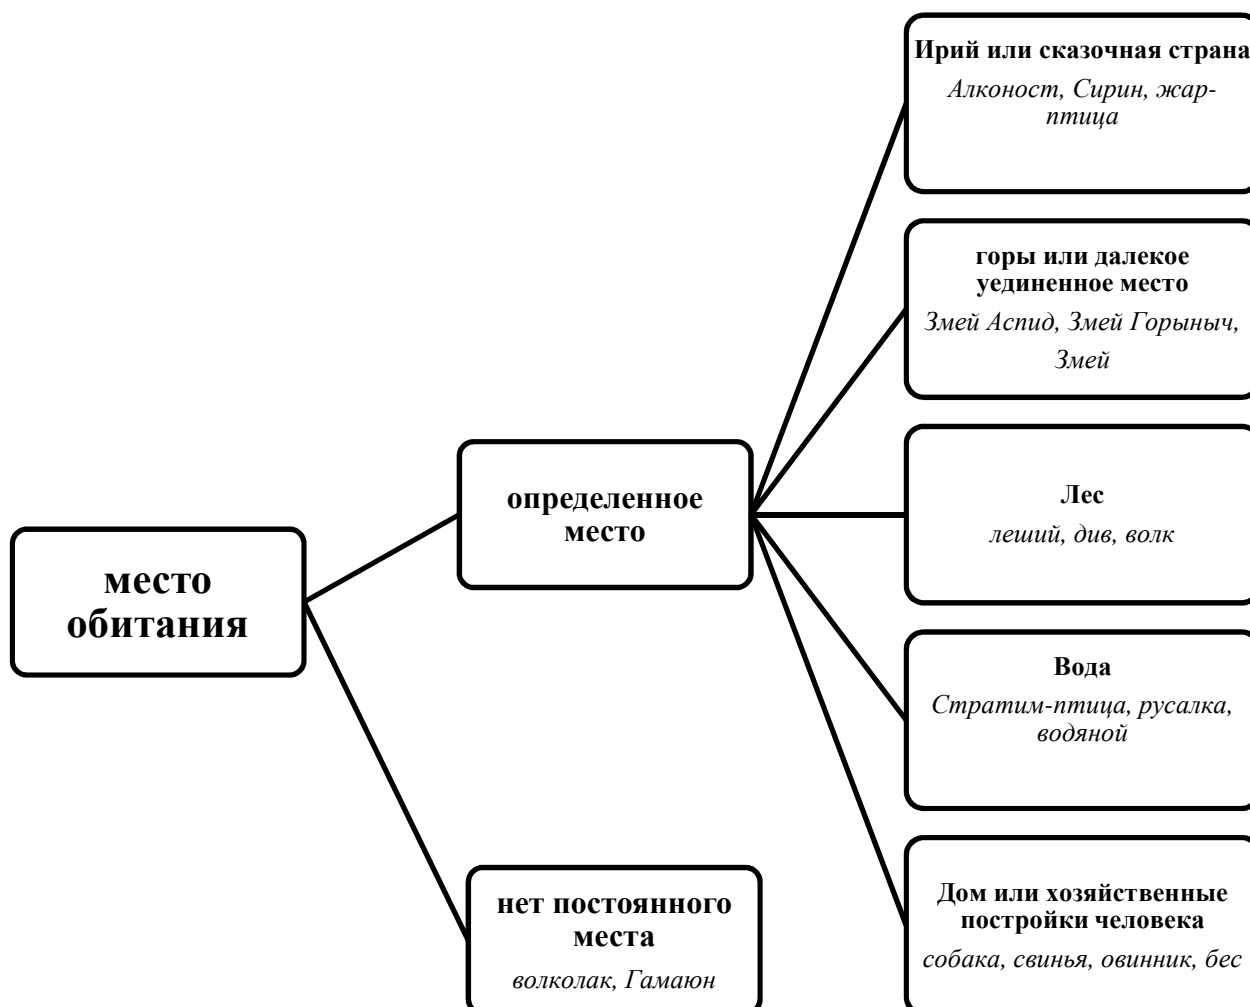 место
обитания
определенное
место
нет постоянного
места
волколак, Гамаюн
Ирий или сказочная страна
Алконост, Сирин, жар-
птица
горы или далекое
уединенное место
Змей Аспид, Змей Горыныч,
Змей
Лес
леший, див, волк
Вода
Стратим-птица, русалка,
водяной
Дом или хозяйственные
постройки человека
собака, свинья, овинник, бес